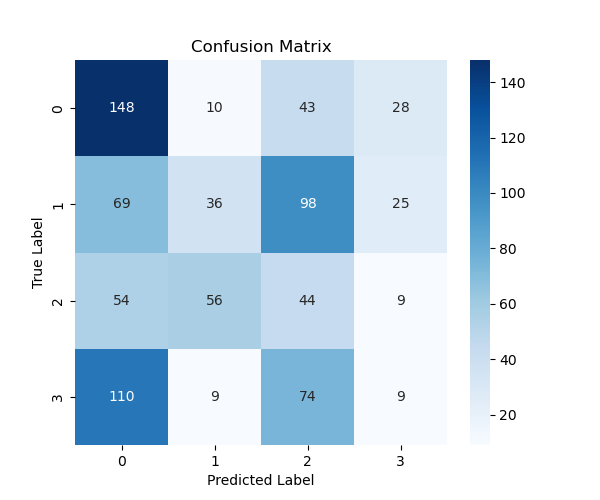 Confusion Matrix
0 148 10 43 28
1 69 36 98 25
2 54 56 44 9
3 110 9 74 9
0 1 2 3
True Label
Predicted Label
140
120
100
80
60
40
20